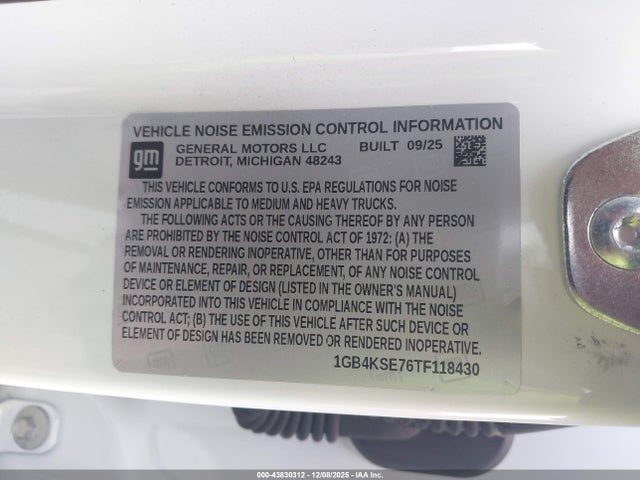 VEHICLE NOISE EMISSION CONTROL INFORMATION
gm
GENERAL MOTORS LLC BUILT 09/25
DETROIT, MICHIGAN 48243
THIS VEHICLE CONFORMS TO U.S. EPA REGULATIONS FOR NOISE
EMISSION APPLICABLE TO MEDIUM AND HEAVY TRUCKS.
THE FOLLOWING ACTS OR THE CAUSING THEREOF BY ANY PERSON
ARE PROHIBITED BY THE NOISE CONTROL ACT OF 1972: (A) THE
REMOVAL OR RENDERING INOPERATIVE, OTHER THAN FOR PURPOSES
OF MAINTENANCE, REPAIR, OR REPLACEMENT, OF ANY NOISE CONTROL
DEVICE OR ELEMENT OF DESIGN (LISTED IN THE OWNER'S MANUAL)
INCORPORATED INTO THIS VEHICLE IN COMPLIANCE WITH THE NOISE
CONTROL ACT; (B) THE USE OF THIS VEHICLE AFTER SUCH DEVICE OR
ELEMENT OF DESIGN HAS BEEN REMOVED OR RENDERED INOPERATIVE.
1GB4KSE76TF118430
000-43830312 - 12/08/2025 - IAAI, Inc.